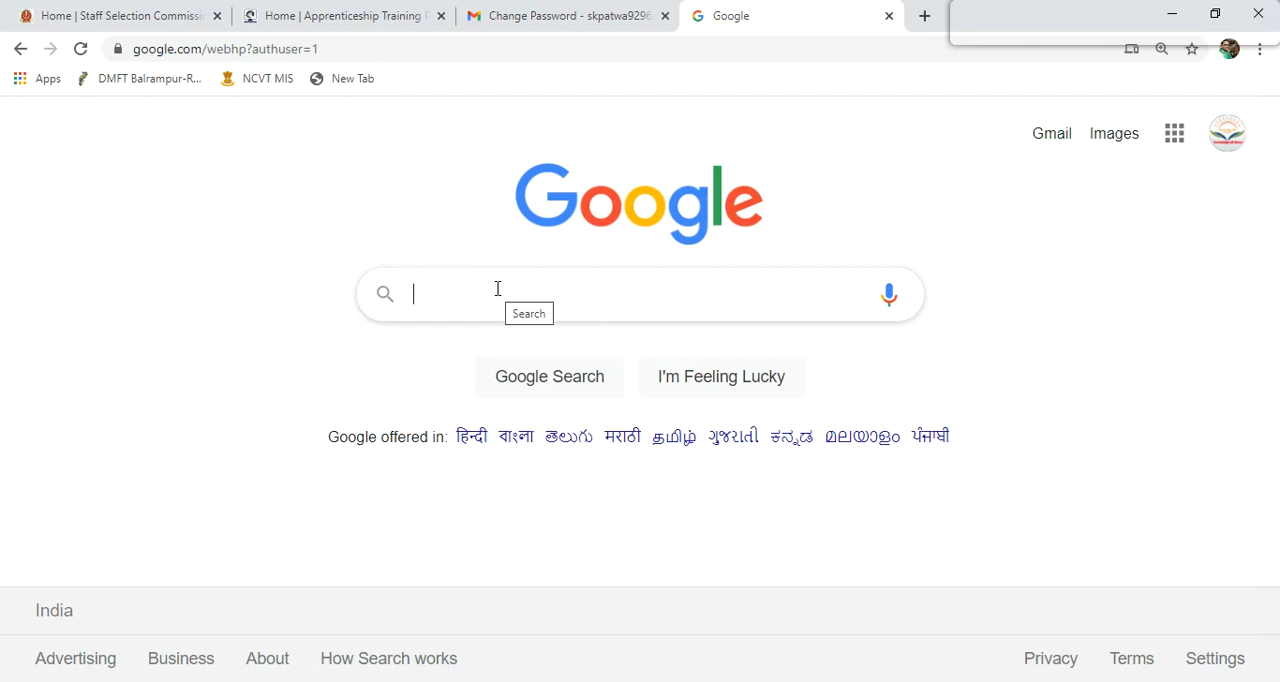 Home | Staff Selection Commissi
Home | Apprenticeship Training
Change Password - skpatwa9296
Google
google.com/webhp?authuser=1
Apps
DMFT Balrampur-R...
NCVT MIS
New Tab
Gmail
Images
Google
Search
Google Search
I'm Feeling Lucky
Google offered in: हिन्दी বাংলা తెలుగు मराठी தமிழ் ગુજરાતી ಕನ್ನಡ മലയാളം ਪੰਜਾਬੀ
India
Advertising
Business
About
How Search works
Privacy
Terms
Settings